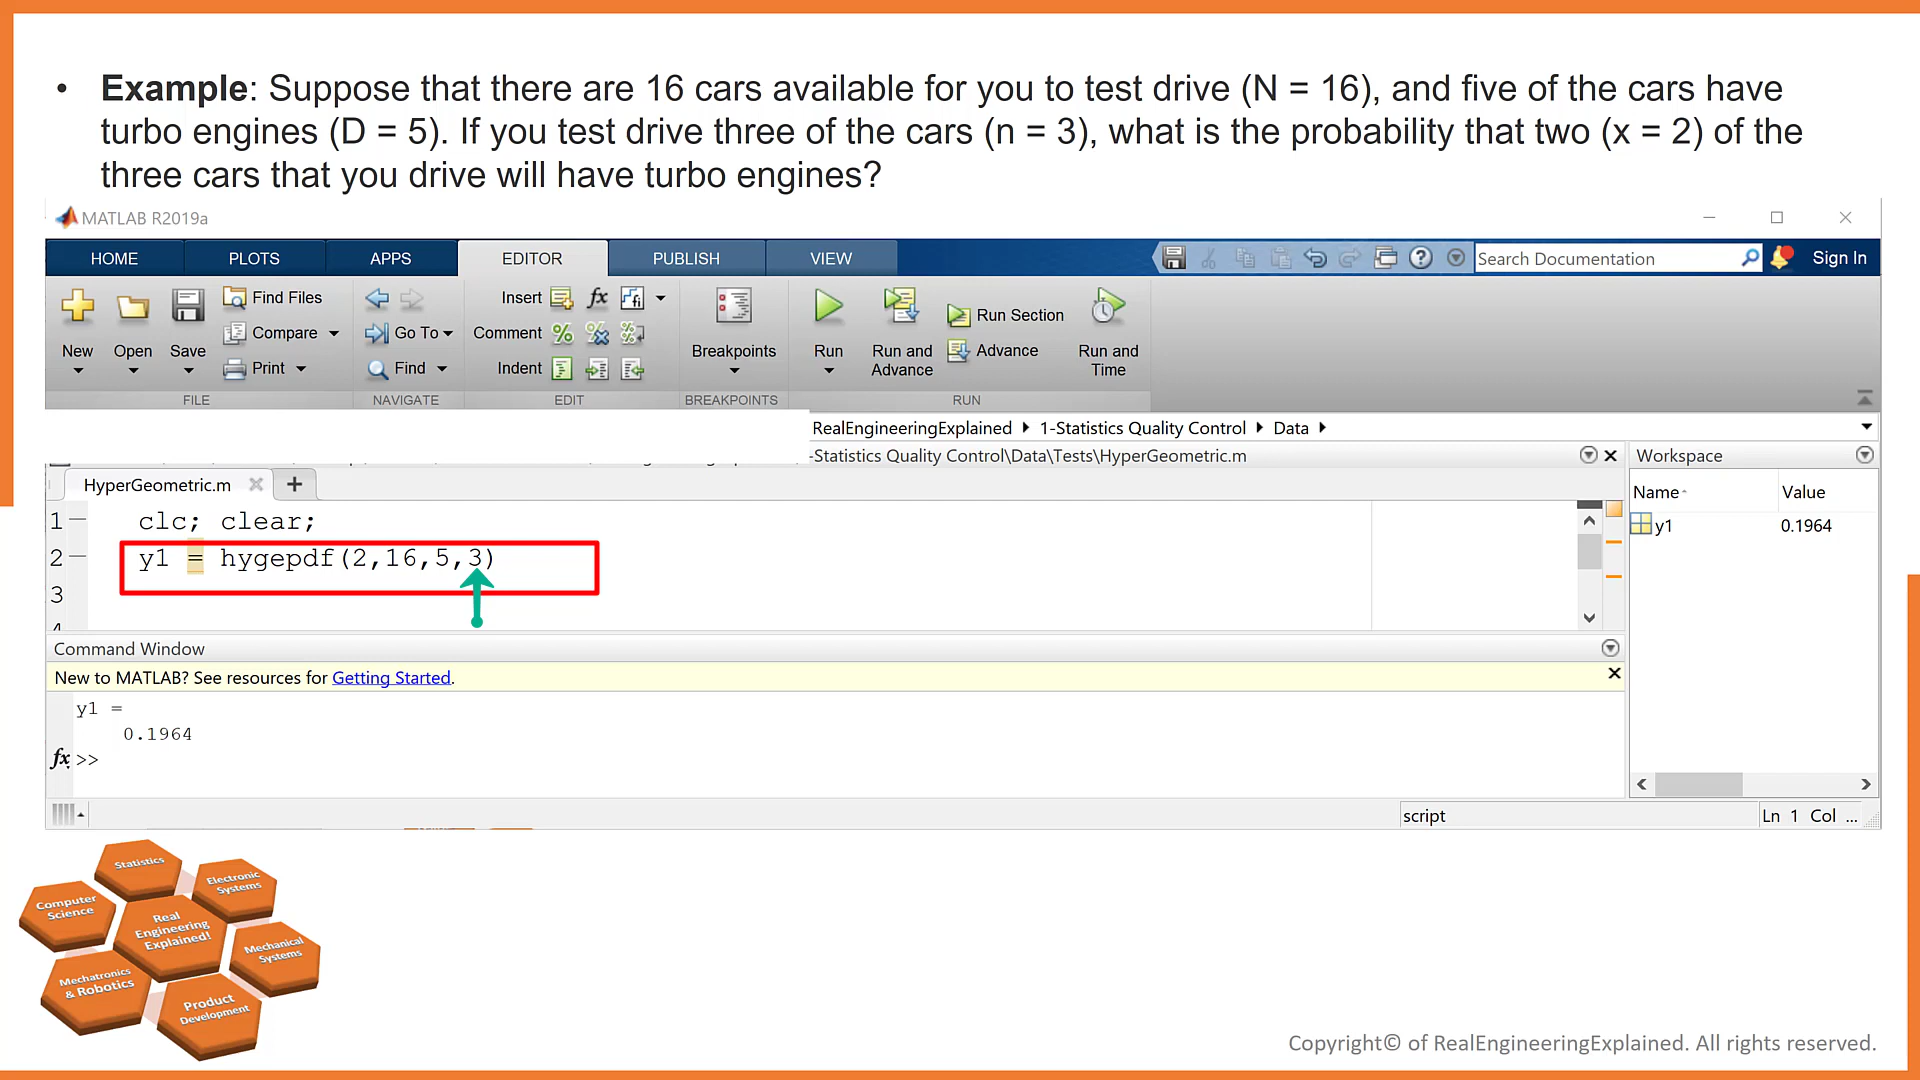 • Example: Suppose that there are 16 cars available for you to test drive (N = 16), and five of the cars have
turbo engines (D = 5). If you test drive three of the cars (n = 3), what is the probability that two (x = 2) of the
three cars that you drive will have turbo engines?
MATLAB R2019a
HOME PLOTS APPS EDITOR PUBLISH VIEW
Search Documentation
Sign In
New
Open
Save
Find Files
Compare
Print
FILE
Go To
Find
NAVIGATE
Insert fx
Comment
Indent
EDIT
Breakpoints
BREAKPOINTS
Run
Run and
Advance
Run Section
Advance
Run and
Time
RUN
RealEngineeringExplained 1-Statistics Quality Control Data
-Statistics Quality Control\Data\Tests\HyperGeometric.m
Workspace
HyperGeometric.m
Name Value
y1 0.1964
1 clc; clear;
2 y1 = hygepdf(2,16,5,3)
3
4
Command Window
New to MATLAB? See resources for Getting Started.
y1 =
0.1964
fx >>
script
Ln 1 Col ...
Statistics
Electronic
Systems
Computer
Science
Real
Engineering
Explained!
Mechanical
Systems
Mechatronics
& Robotics
Product
Development
Copyright© of RealEngineeringExplained. All rights reserved.